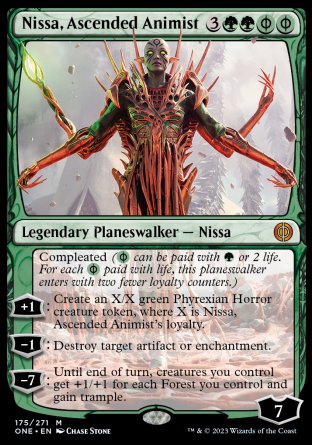 Nissa, Ascended Animist 3
Legendary Planeswalker — Nissa
Compleated ( can be paid with or 2 life.
For each paid with life, this planeswalker
enters with two fewer loyalty counters.)
+1: Create an X/X green Phyrexian Horror
creature token, where X is Nissa,
Ascended Animist's loyalty.
-1: Destroy target artifact or enchantment.
-7: Until end of turn, creatures you control
get +1/+1 for each Forest you control and
gain trample.
7
175/271 M
ONE • EN Chase Stone
™ & © 2023 Wizards of the Coast